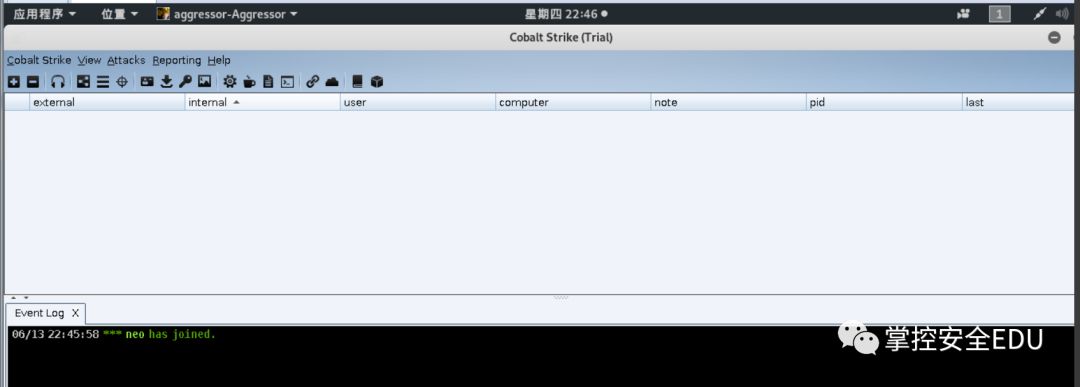 应用程序 位置 aggressor-Aggressor 星期四 22:46 1
Cobalt Strike (Trial)
Cobalt Strike View Attacks Reporting Help
external internal user computer note pid last
Event Log X
06/13 22:45:58 *** neo has joined.
掌控安全EDU